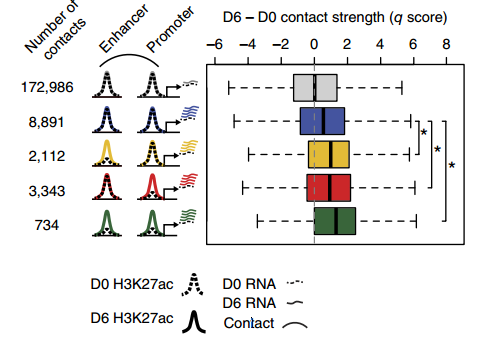 Number of
contacts
Enhancer
Promoter
D6 – D0 contact strength (q score)
−6 −4 −2 0 2 4 6 8
172,986
8,891
2,112
3,343
734
*
*
*
D0 H3K27ac
D0 RNA
D6 RNA
D6 H3K27ac
Contact